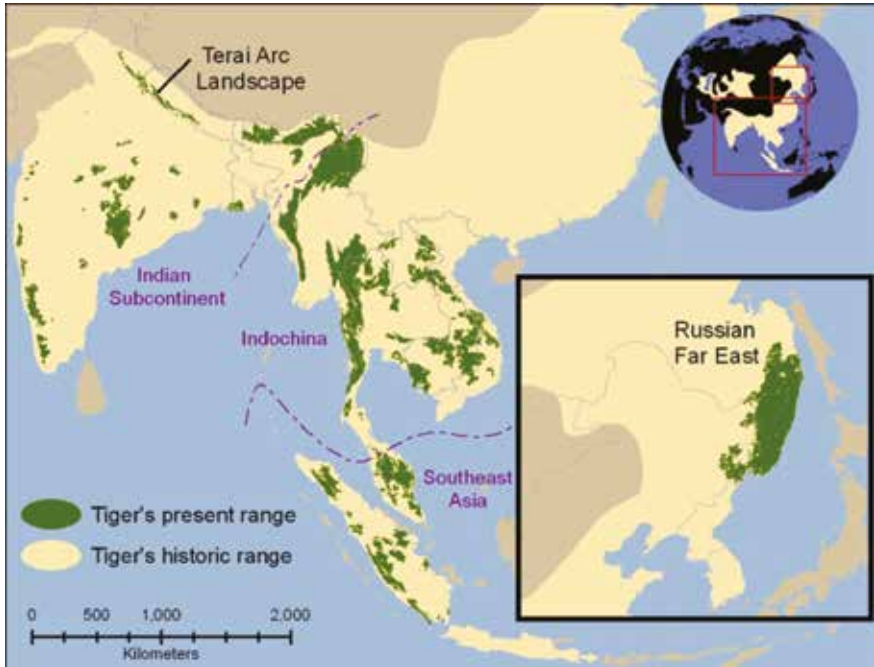 Terai Arc
Landscape
Indian
Subcontinent
Indochina
Russian
Far East
Southeast
Asia
Tiger's present range
Tiger's historic range
0 500 1,000 2,000
Kilometers